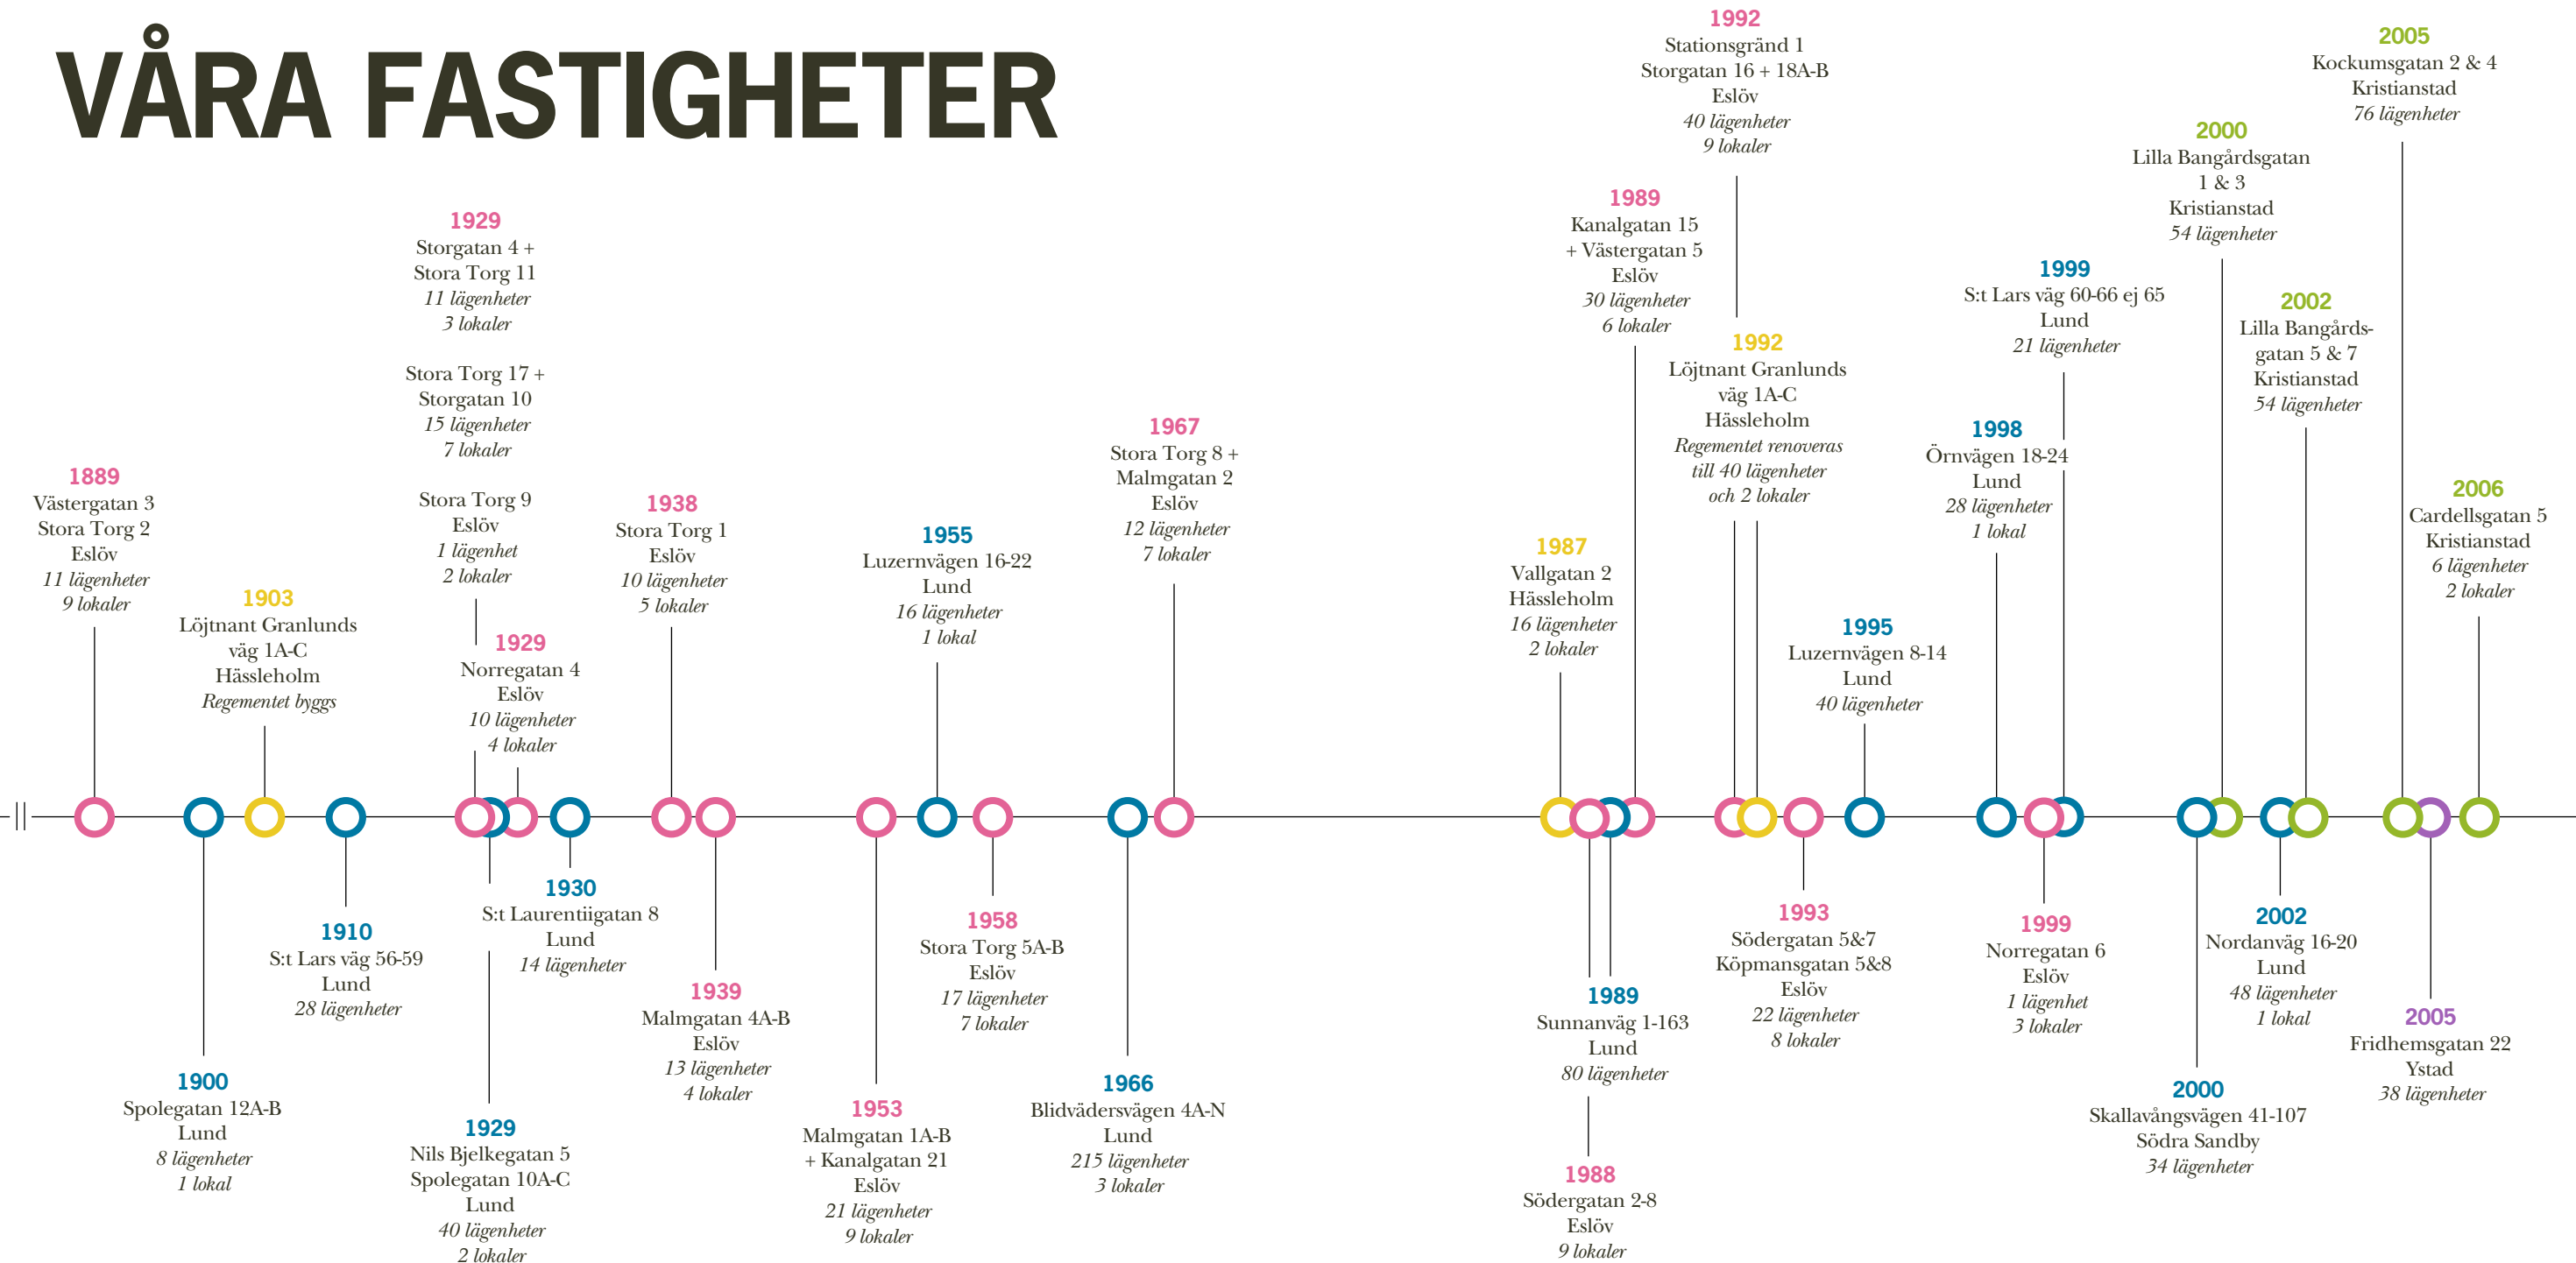 VÅRA FASTIGHETER
1889
Västergatan 3
Stora Torg 2
Eslöv
11 lägenheter
9 lokaler
1900
Spolegatan 12A-B
Lund
8 lägenheter
1 lokal
1903
Löjtnant Granlunds
väg 1A-C
Hässleholm
Regementet byggs
1910
S:t Lars väg 56-59
Lund
28 lägenheter
1929
Storgatan 4 +
Stora Torg 11
11 lägenheter
3 lokaler
Stora Torg 17 +
Storgatan 10
15 lägenheter
7 lokaler
Stora Torg 9
Eslöv
1 lägenhet
2 lokaler
1929
Nils Bjelkegatan 5
Spolegatan 10A-C
Lund
40 lägenheter
2 lokaler
1929
Norregatan 4
Eslöv
10 lägenheter
4 lokaler
1930
S:t Laurentiigatan 8
Lund
14 lägenheter
1938
Stora Torg 1
Eslöv
10 lägenheter
5 lokaler
1939
Malmgatan 4A-B
Eslöv
13 lägenheter
4 lokaler
1953
Malmgatan 1A-B
+ Kanalgatan 21
Eslöv
21 lägenheter
9 lokaler
1955
Luzernvägen 16-22
Lund
16 lägenheter
1 lokal
1958
Stora Torg 5A-B
Eslöv
17 lägenheter
7 lokaler
1966
Blidvädersvägen 4A-N
Lund
215 lägenheter
3 lokaler
1967
Stora Torg 8 +
Malmgatan 2
Eslöv
12 lägenheter
7 lokaler
1987
Vallgatan 2
Hässleholm
16 lägenheter
2 lokaler
1988
Södergatan 2-8
Eslöv
9 lokaler
1989
Sunnanväg 1-163
Lund
80 lägenheter
1989
Kanalgatan 15
+ Västergatan 5
Eslöv
30 lägenheter
6 lokaler
1992
Stationsgränd 1
Storgatan 16 + 18A-B
Eslöv
40 lägenheter
9 lokaler
1992
Löjtnant Granlunds
väg 1A-C
Hässleholm
Regementet renoveras
till 40 lägenheter
och 2 lokaler
1993
Södergatan 5&7
Köpmansgatan 5&8
Eslöv
22 lägenheter
8 lokaler
1995
Luzernvägen 8-14
Lund
40 lägenheter
1998
Örnvägen 18-24
Lund
28 lägenheter
1 lokal
1999
Norregatan 6
Eslöv
1 lägenhet
3 lokaler
1999
S:t Lars väg 60-66 ej 65
Lund
21 lägenheter
2000
Skallavångsvägen 41-107
Södra Sandby
34 lägenheter
2000
Lilla Bangårdsgatan
1 & 3
Kristianstad
54 lägenheter
2002
Nordanväg 16-20
Lund
48 lägenheter
1 lokal
2002
Lilla Bangårds-
gatan 5 & 7
Kristianstad
54 lägenheter
2005
Kockumsgatan 2 & 4
Kristianstad
76 lägenheter
2005
Fridhemsgatan 22
Ystad
38 lägenheter
2006
Cardellsgatan 5
Kristianstad
6 lägenheter
2 lokaler